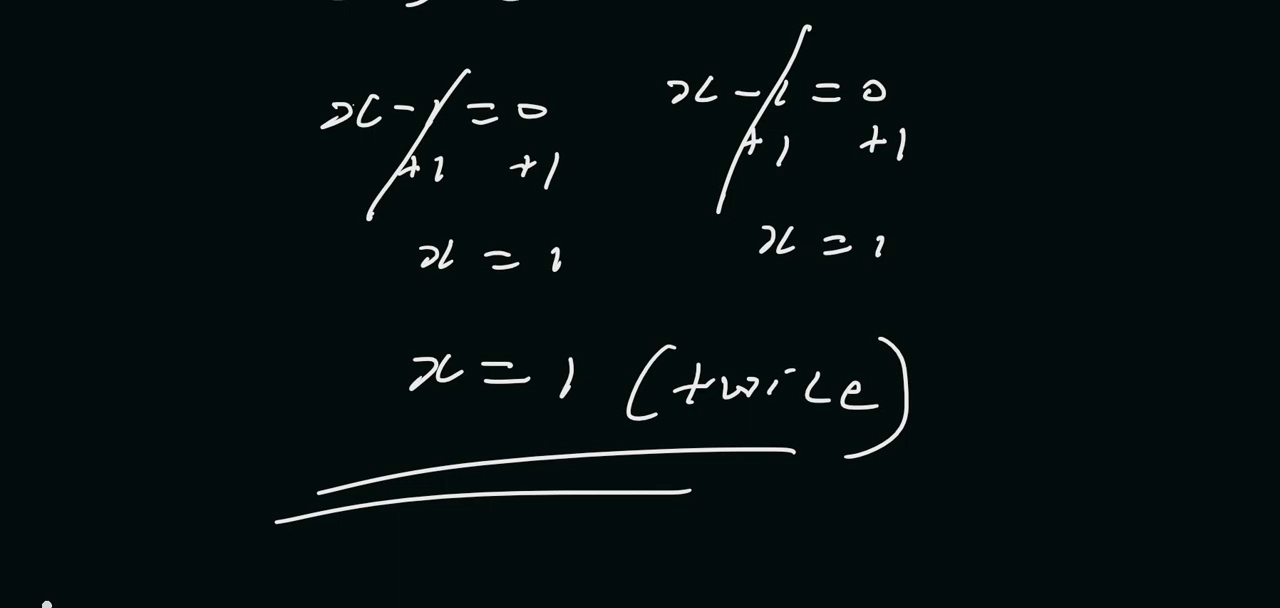 x - 1 = 0 x - 1 = 0
+1 +1 +1 +1
x = 1 x = 1
x = 1 (twice)